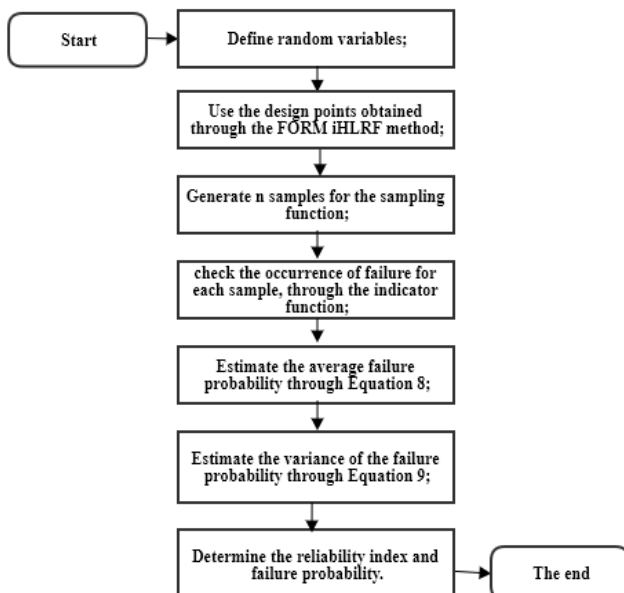 Start
Define random variables;
Use the design points obtained
through the FORM iHLRF method;
Generate n samples for the sampling
function;
check the occurrence of failure for
each sample, through the indicator
function;
Estimate the average failure
probability through Equation 8;
Estimate the variance of the failure
probability through Equation 9;
Determine the reliability index and
failure probability.
The end